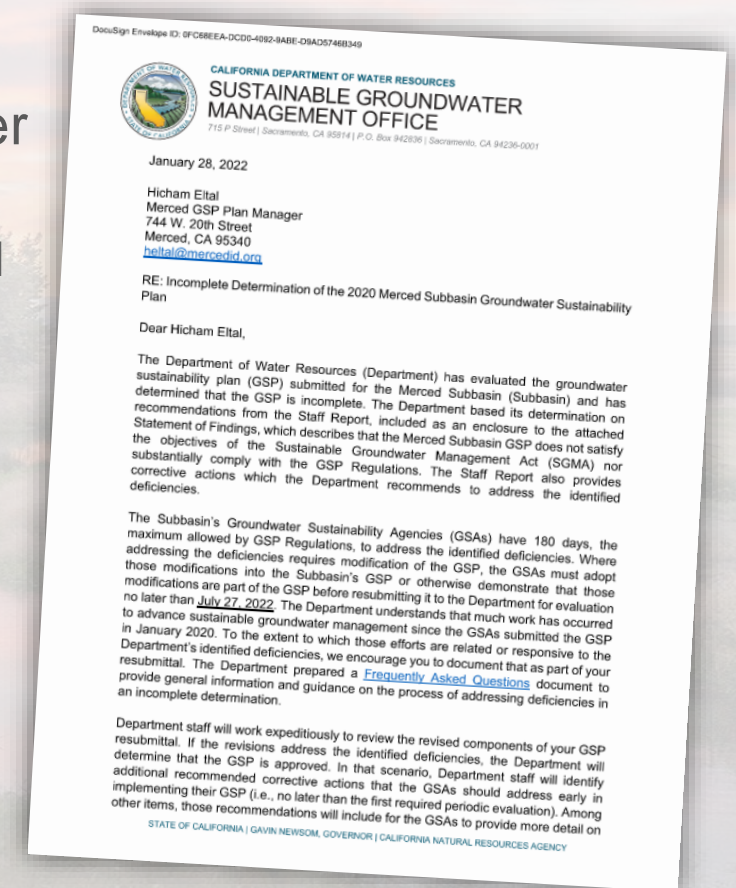 er
DocuSign Envelope ID: 0FC68EEA-DCD0-4092-9ABE-D9AD5746B349
CALIFORNIA DEPARTMENT OF WATER RESOURCES
SUSTAINABLE GROUNDWATER
MANAGEMENT OFFICE
715 P Street | Sacramento, CA 95814 | P.O. Box 942836 | Sacramento, CA 94236-0001
January 28, 2022
Hicham Eltal
Merced GSP Plan Manager
744 W. 20th Street
Merced, CA 95340
heltal@mercedid.org
RE: Incomplete Determination of the 2020 Merced Subbasin Groundwater Sustainability
Plan
Dear Hicham Eltal,
The Department of Water Resources (Department) has evaluated the groundwater
sustainability plan (GSP) submitted for the Merced Subbasin (Subbasin) and has
determined that the GSP is incomplete. The Department based its determination on
recommendations from the Staff Report, included as an enclosure to the attached
Statement of Findings, which describes that the Merced Subbasin GSP does not satisfy
the objectives of the Sustainable Groundwater Management Act (SGMA) nor
substantially comply with the GSP Regulations. The Staff Report also provides
corrective actions which the Department recommends to address the identified
deficiencies.
The Subbasin's Groundwater Sustainability Agencies (GSAs) have 180 days, the
maximum allowed by GSP Regulations, to address the identified deficiencies. Where
addressing the deficiencies requires modification of the GSP, the GSAs must adopt
those modifications into the Subbasin's GSP or otherwise demonstrate that those
modifications are part of the GSP before resubmitting it to the Department for evaluation
no later than July 27, 2022. The Department understands that much work has occurred
to advance sustainable groundwater management since the GSAs submitted the GSP
in January 2020. To the extent to which those efforts are related or responsive to the
Department's identified deficiencies, we encourage you to document that as part of your
resubmittal. The Department prepared a Frequently Asked Questions document to
provide general information and guidance on the process of addressing deficiencies in
an incomplete determination.
Department staff will work expeditiously to review the revised components of your GSP
resubmittal. If the revisions address the identified deficiencies, the Department will
determine that the GSP is approved. In that scenario, Department staff will identify
additional recommended corrective actions that the GSAs should address early in
implementing their GSP (i.e., no later than the first required periodic evaluation). Among
other items, those recommendations will include for the GSAs to provide more detail on
STATE OF CALIFORNIA | GAVIN NEWSOM, GOVERNOR | CALIFORNIA NATURAL RESOURCES AGENCY